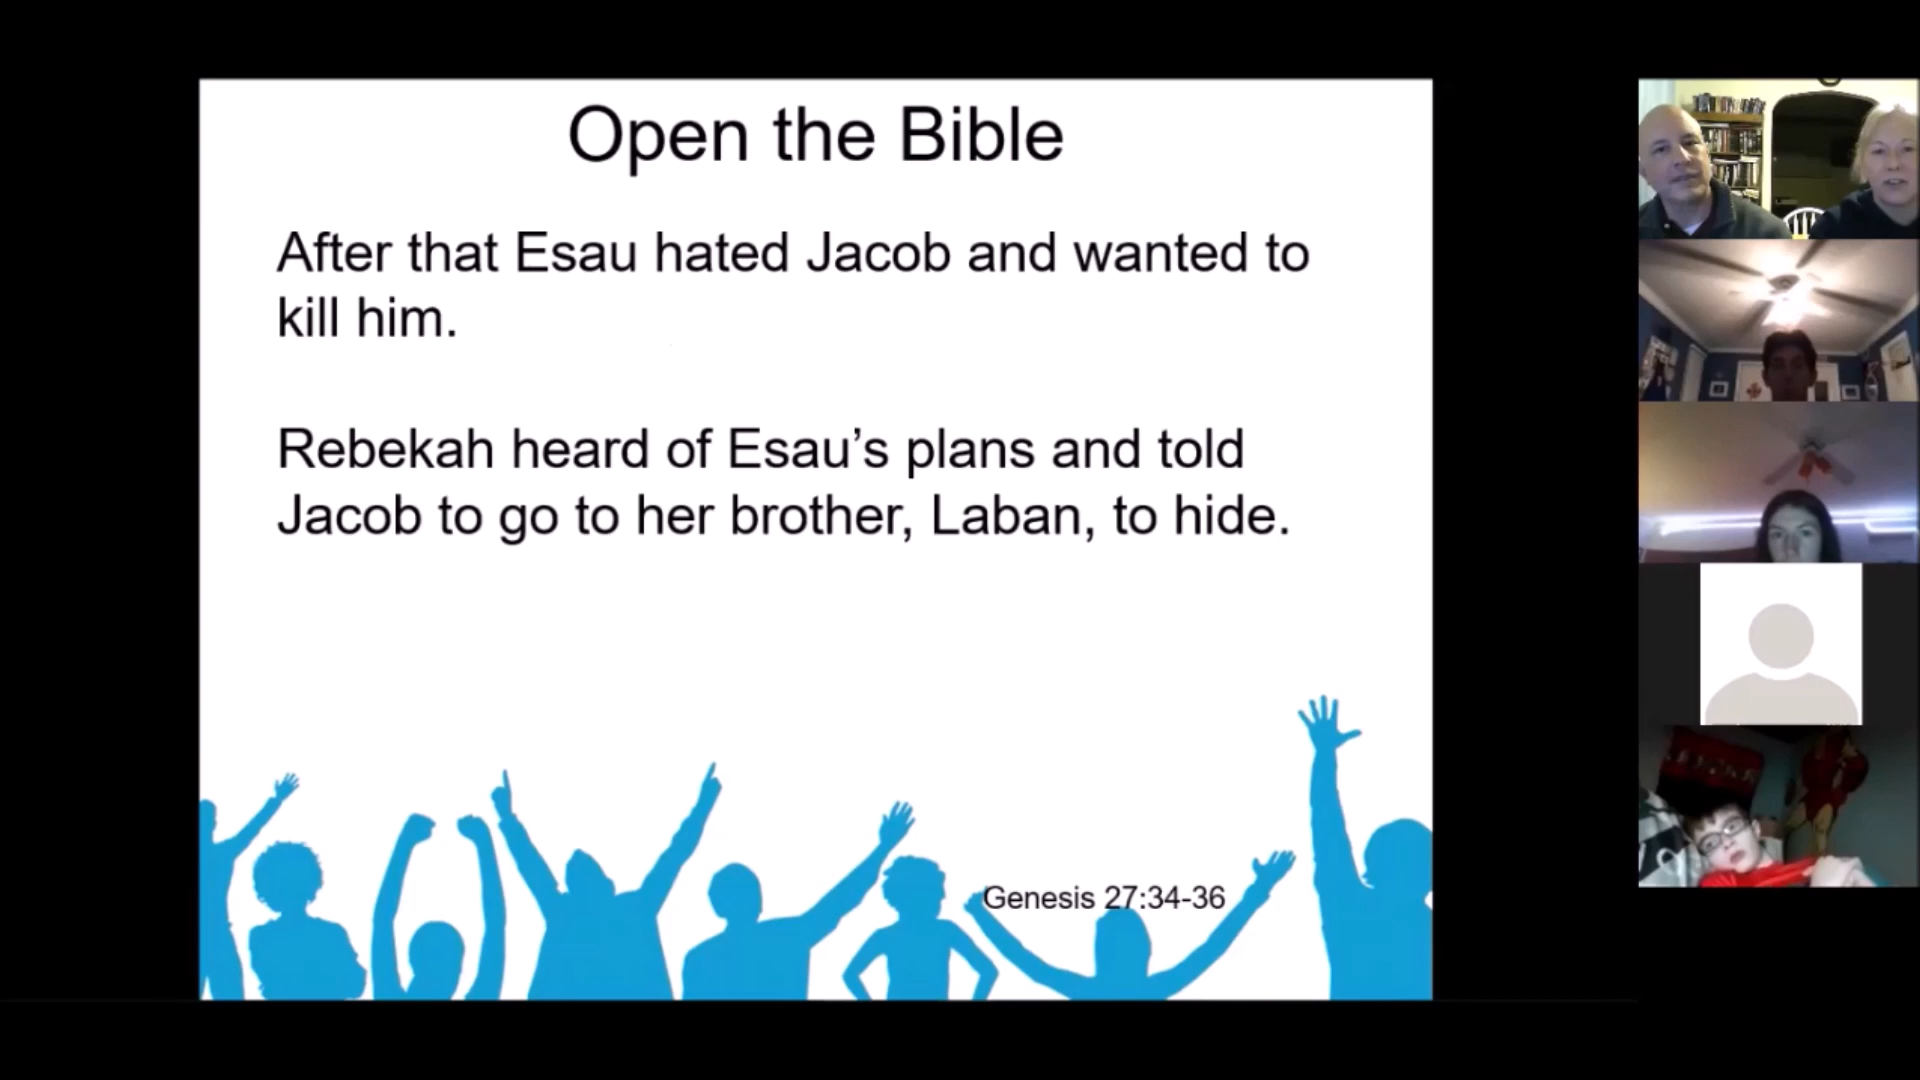 Open the Bible
After that Esau hated Jacob and wanted to
kill him.
Rebekah heard of Esau’s plans and told
Jacob to go to her brother, Laban, to hide.
Genesis 27:34-36